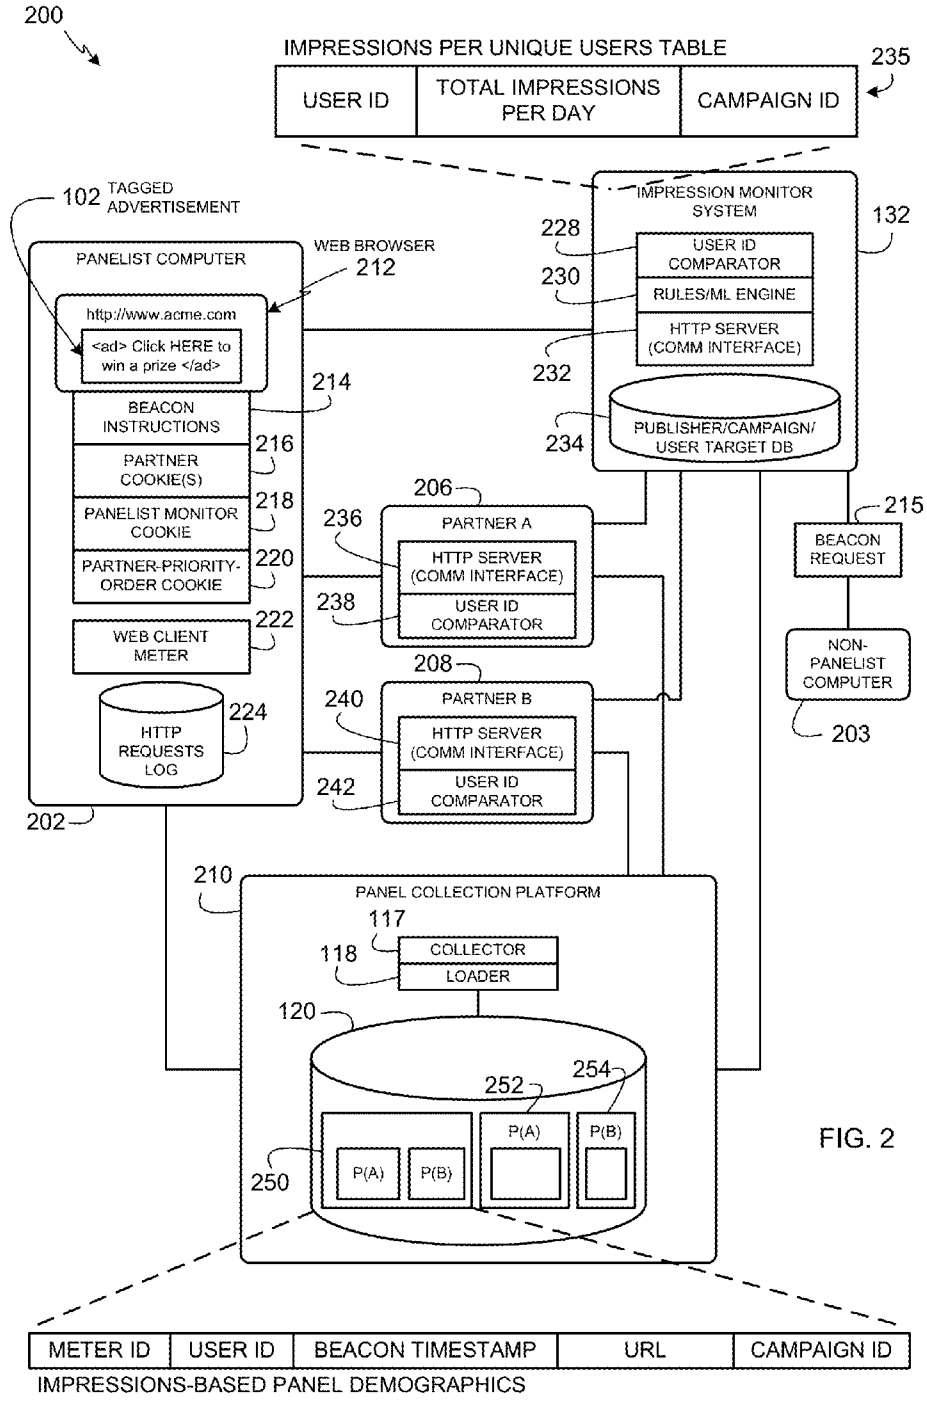 200
IMPRESSIONS PER UNIQUE USERS TABLE
235
USER ID
TOTAL IMPRESSIONS
PER DAY
CAMPAIGN ID
102
TAGGED
ADVERTISEMENT
WEB BROWSER
212
PANELIST COMPUTER
http://www.acme.com
<ad> Click HERE to
win a prize </ad>
214
BEACON
INSTRUCTIONS
216
PARTNER
COOKIE(S)
218
PANELIST MONITOR
COOKIE
220
PARTNER-PRIORITY-
ORDER COOKIE
222
WEB CLIENT
METER
224
HTTP
REQUESTS
LOG
202
IMPRESSION MONITOR
SYSTEM
132
228
USER ID
COMPARATOR
230
RULES/ML ENGINE
HTTP SERVER
(COMM INTERFACE)
232
234
PUBLISHER/CAMPAIGN/
USER TARGET DB
206
PARTNER A
236
HTTP SERVER
(COMM INTERFACE)
238
USER ID
COMPARATOR
208
PARTNER B
240
HTTP SERVER
(COMM INTERFACE)
242
USER ID
COMPARATOR
215
BEACON
REQUEST
NON-
PANELIST
COMPUTER
203
210
PANEL COLLECTION PLATFORM
117
COLLECTOR
118
LOADER
120
252
254
P(A)
P(B)
250
P(A)
P(B)
FIG. 2
METER ID
USER ID
BEACON TIMESTAMP
URL
CAMPAIGN ID
IMPRESSIONS-BASED PANEL DEMOGRAPHICS